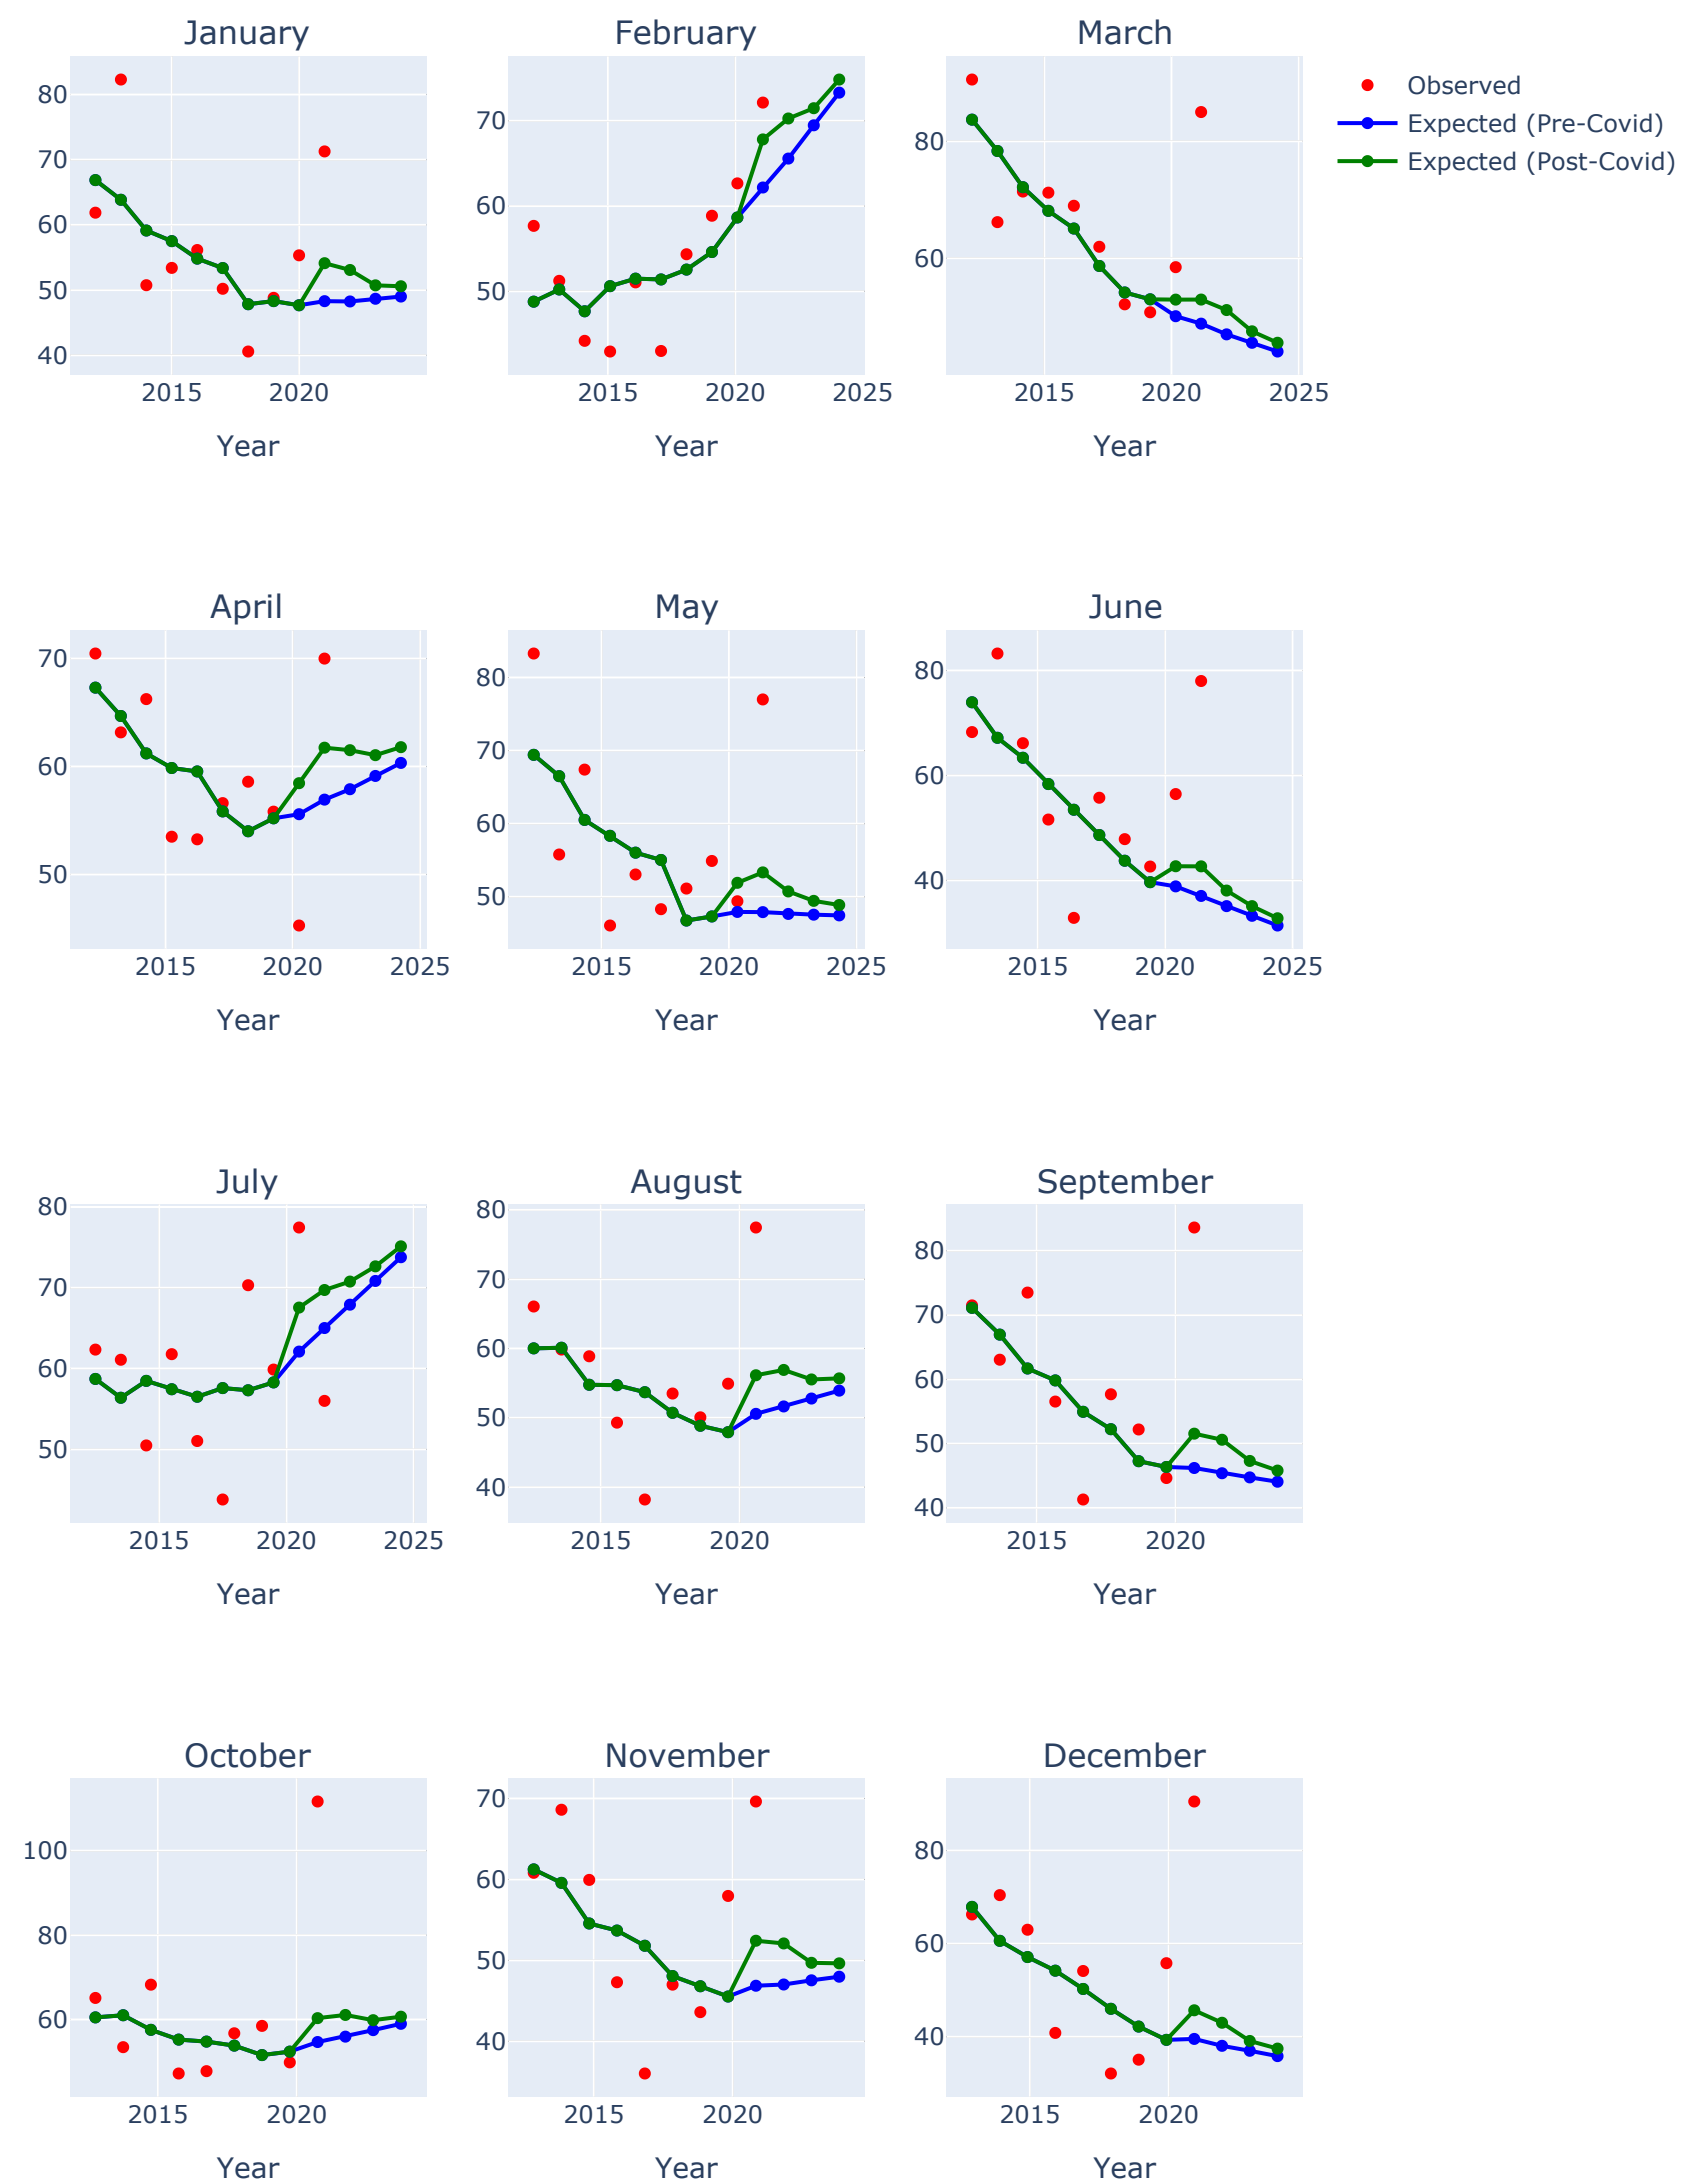 January
February
March
80
70
60
50
40
2015
2020
Year
70
60
50
2015
2020
2025
Year
80
60
2015
2020
2025
Year
Observed
Expected (Pre-Covid)
Expected (Post-Covid)
April
May
June
70
60
50
2015
2020
2025
Year
80
70
60
50
2015
2020
2025
Year
80
60
40
2015
2020
2025
Year
July
August
September
80
70
60
50
2015
2020
2025
Year
80
70
60
50
40
2015
2020
Year
80
70
60
50
40
2015
2020
Year
October
November
December
100
80
60
2015
2020
Year
70
60
50
40
2015
2020
Year
80
60
40
2015
2020
Year